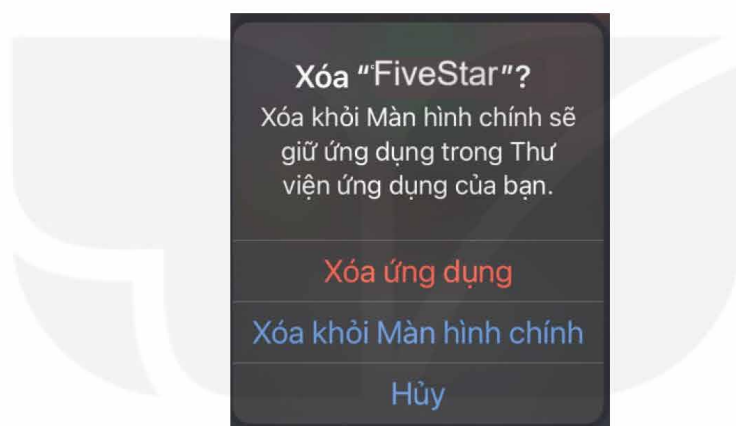 Xóa "FiveStar"?
Xóa khỏi Màn hình chính sẽ
giữ ứng dụng trong Thư
viện ứng dụng của bạn.
Xóa ứng dụng
Xóa khỏi Màn hình chính
Hủy